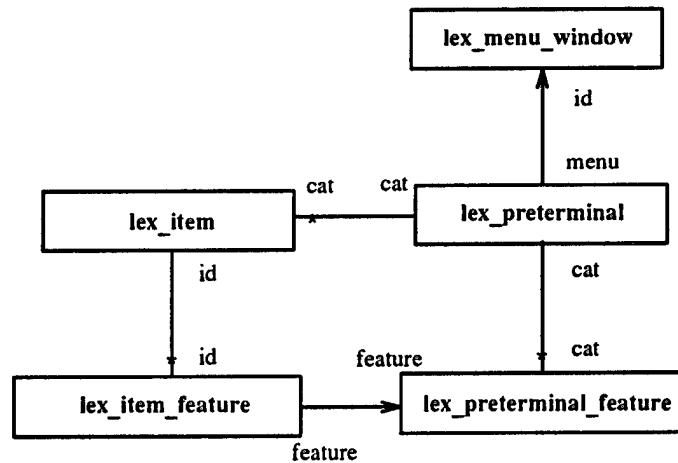 lex_menu_window
id
menu
cat cat
lex_item lex_preterminal
id cat
id cat
feature
lex_item_feature lex_preterminal_feature
feature